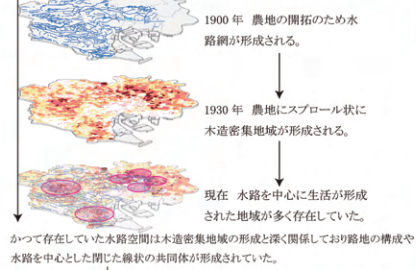 1900 年　農地の開拓のため水
路網が形成される。
1930 年　農地にスプロール状に
木造密集地域が形成される。
現在　水路を中心に生活が形成
された地域が多く存在していた。
かつて存在していた水路空間は木造密集地域の形成と深く関係しており路地の構成や
水路を中心とした閉じた線状の共同体が形成されていた。